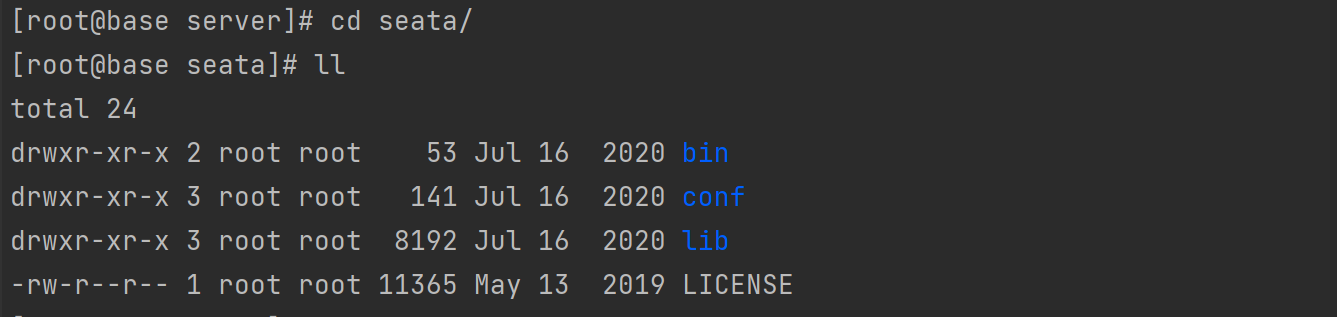 [root@base server]# cd seata/
[root@base seata]# ll
total 24
drwxr-xr-x 2 root root    53 Jul 16  2020 bin
drwxr-xr-x 3 root root   141 Jul 16  2020 conf
drwxr-xr-x 3 root root  8192 Jul 16  2020 lib
-rw-r--r-- 1 root root 11365 May 13  2019 LICENSE